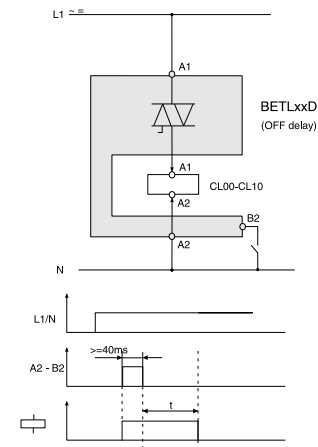 L1 ~ =
A1
BETLxxD
(OFF delay)
A1
CL00-CL10
A2
B2
A2
N
L1/N
>=40ms
A2 - B2
t